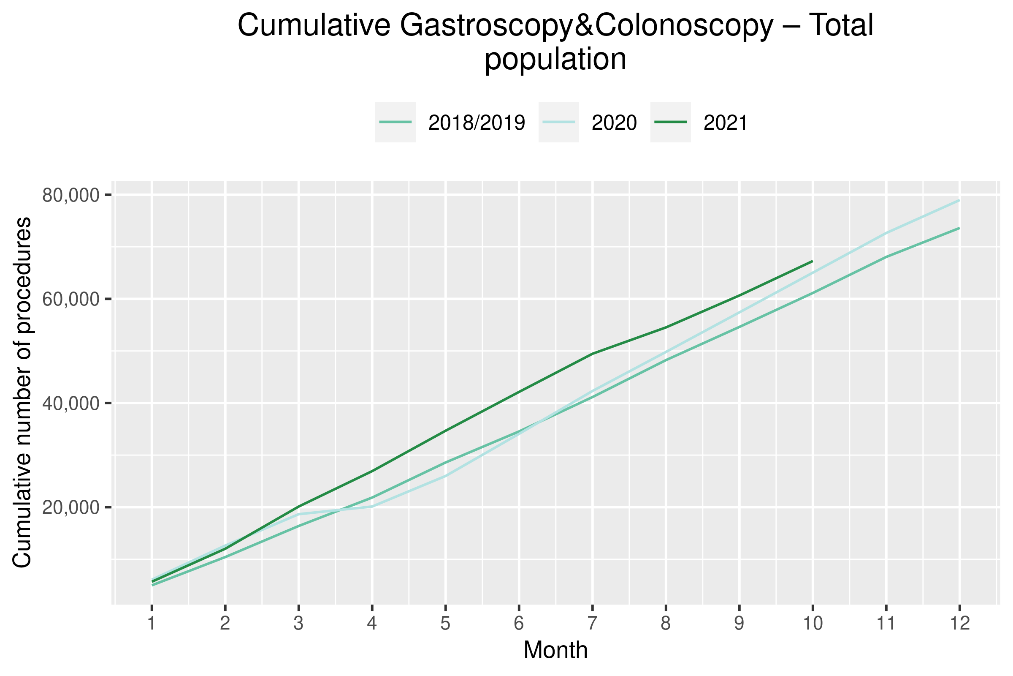 Cumulative Gastroscopy&Colonoscopy – Total
population
2018/2019 2020 2021
Cumulative number of procedures
80,000
60,000
40,000
20,000
1 2 3 4 5 6 7 8 9 10 11 12
Month